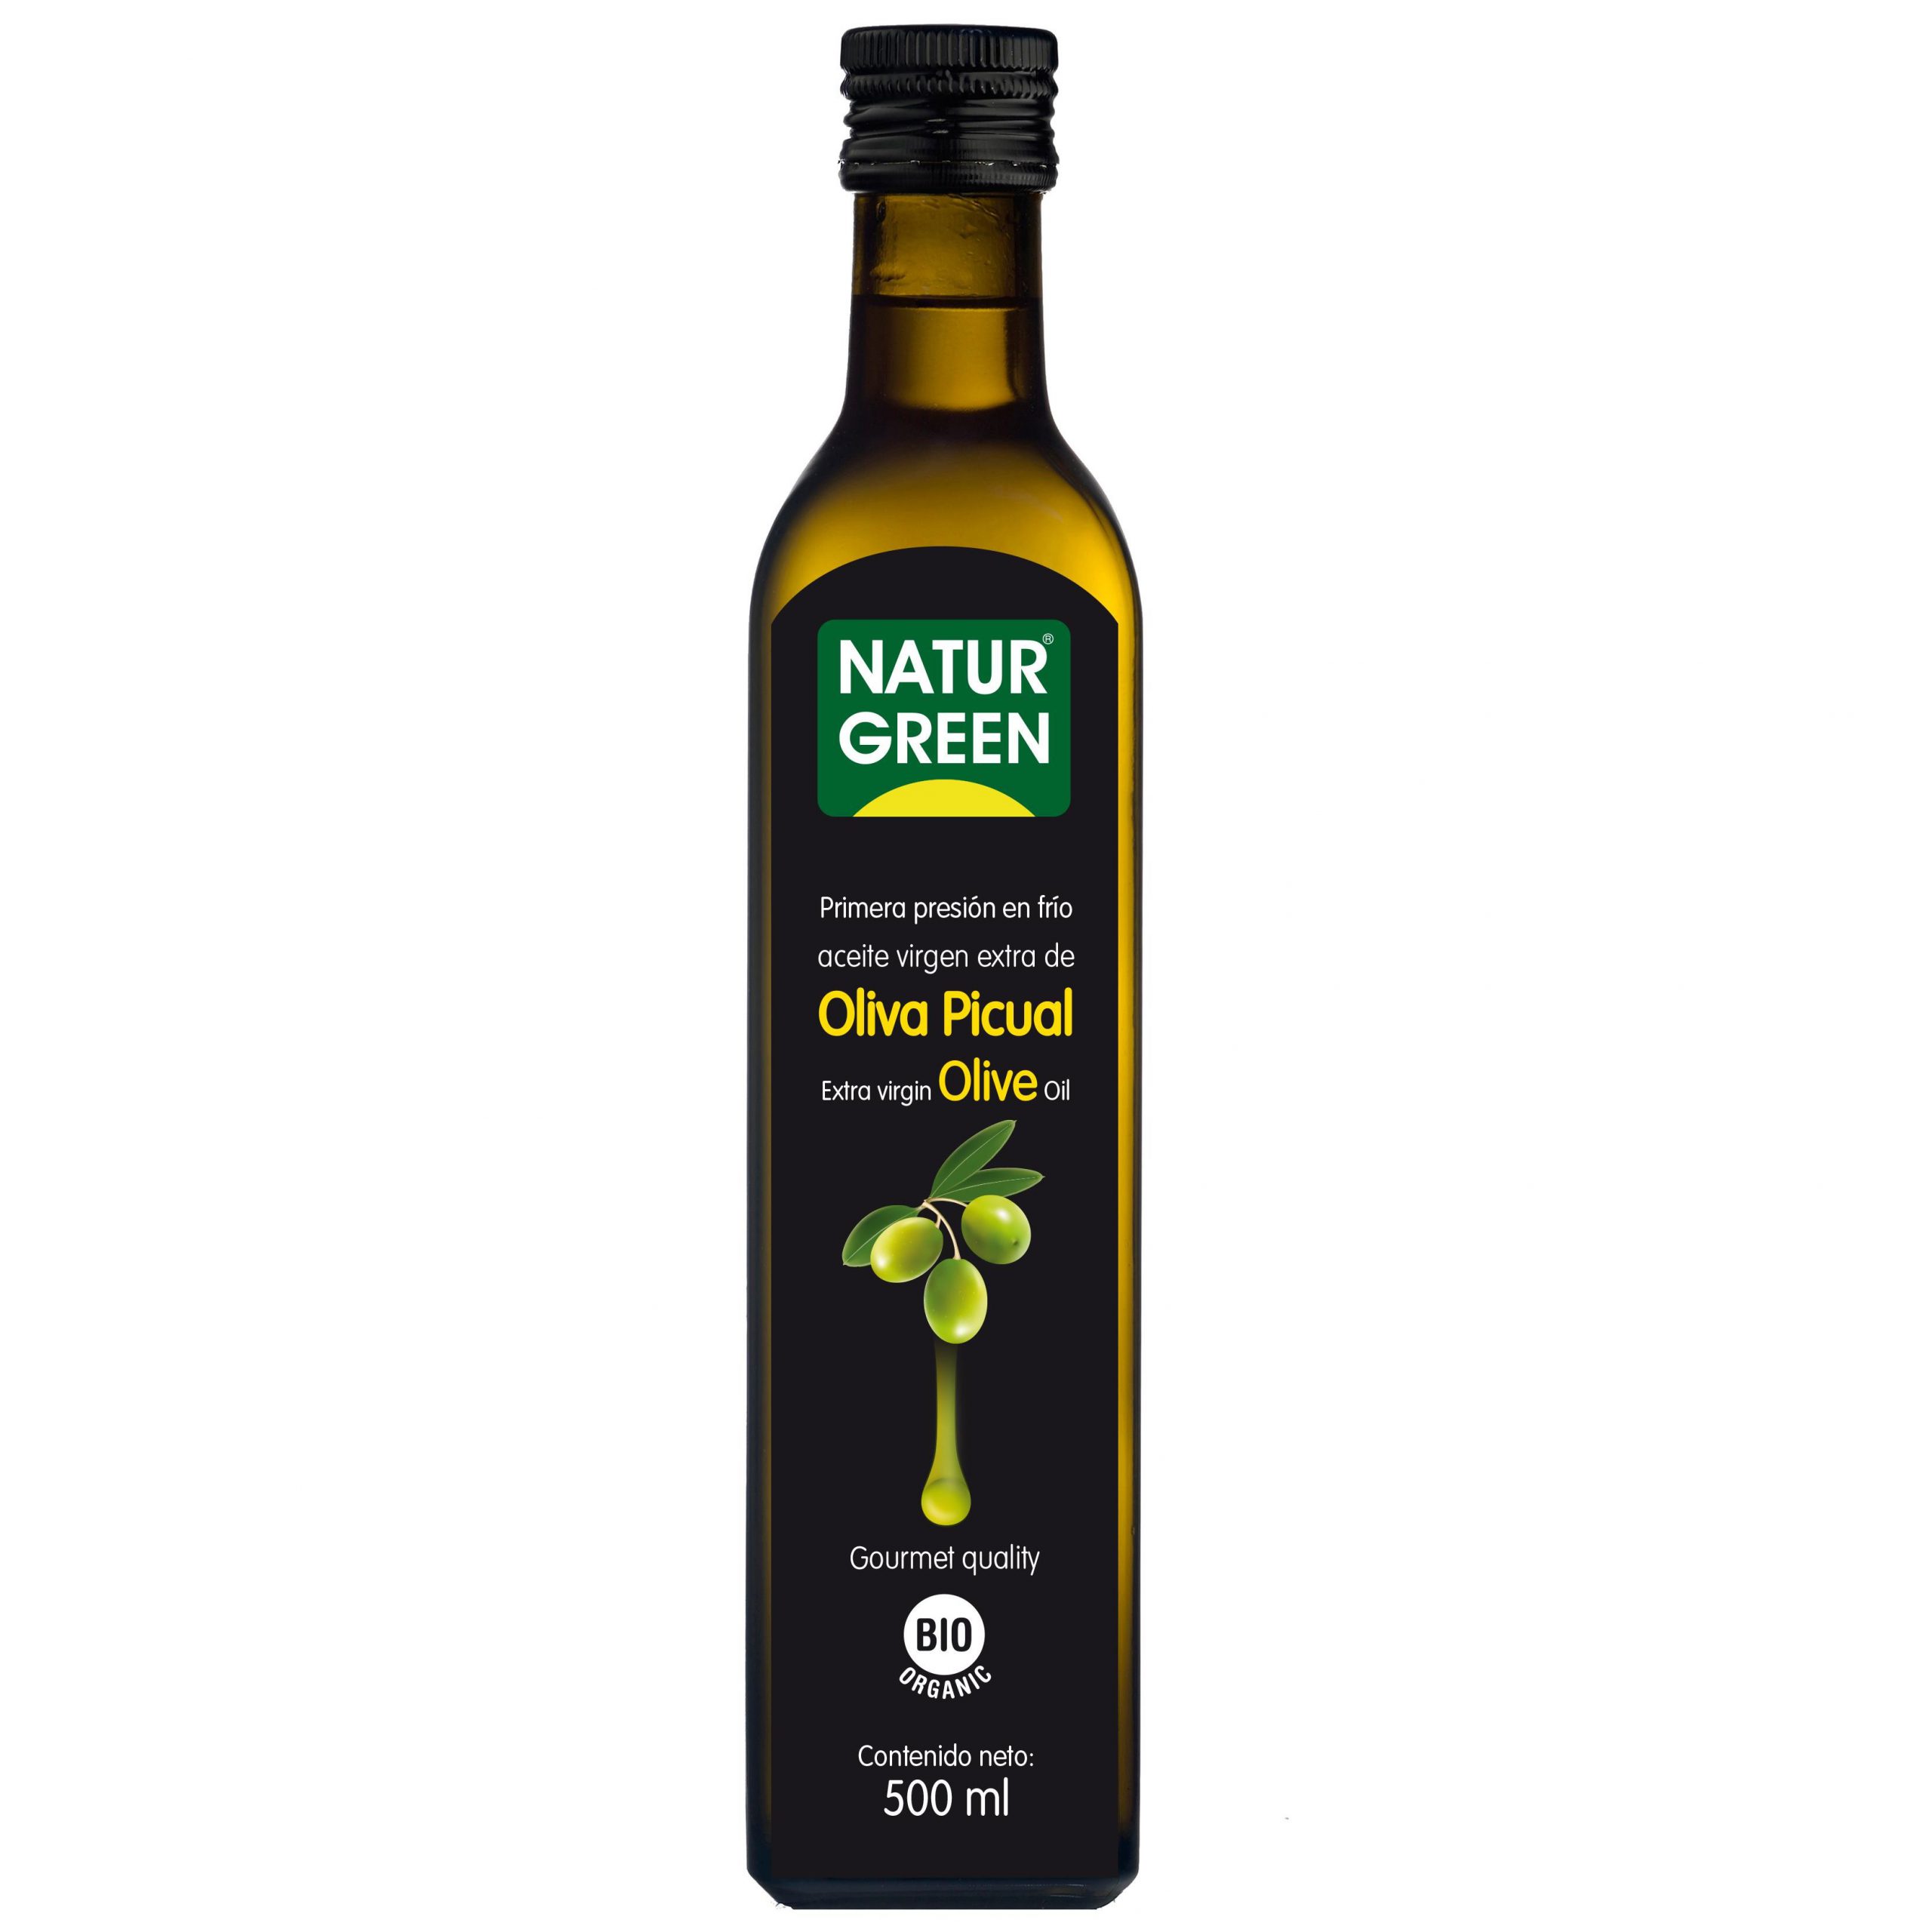 NATUR®
GREEN
Primera presión en frío
aceite virgen extra de
Oliva Picual
Extra virgin Olive Oil
Gourmet quality
BIO
ORGANIC
Contenido neto:
500 ml